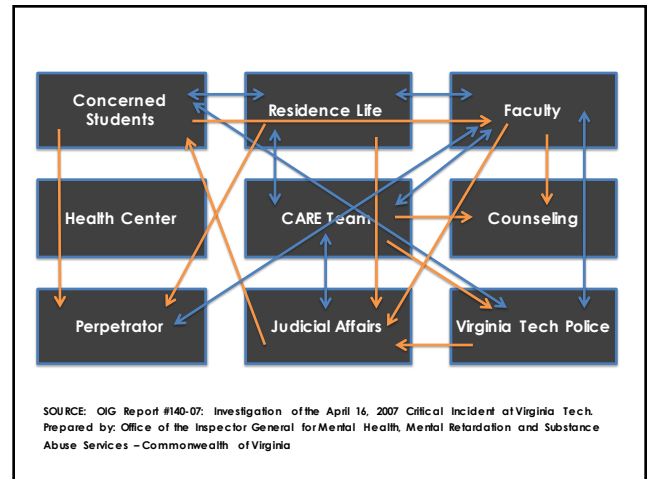 Concerned
Students
Residence Life
Faculty
Health Center
CARE Team
Counseling
Perpetrator
Judicial Affairs
Virginia Tech Police
SOURCE: OIG Report #140-07: Investigation of the April 16, 2007 Critical Incident at Virginia Tech.
Prepared by: Office of the Inspector General for Mental Health, Mental Retardation and Substance
Abuse Services – Commonwealth of Virginia